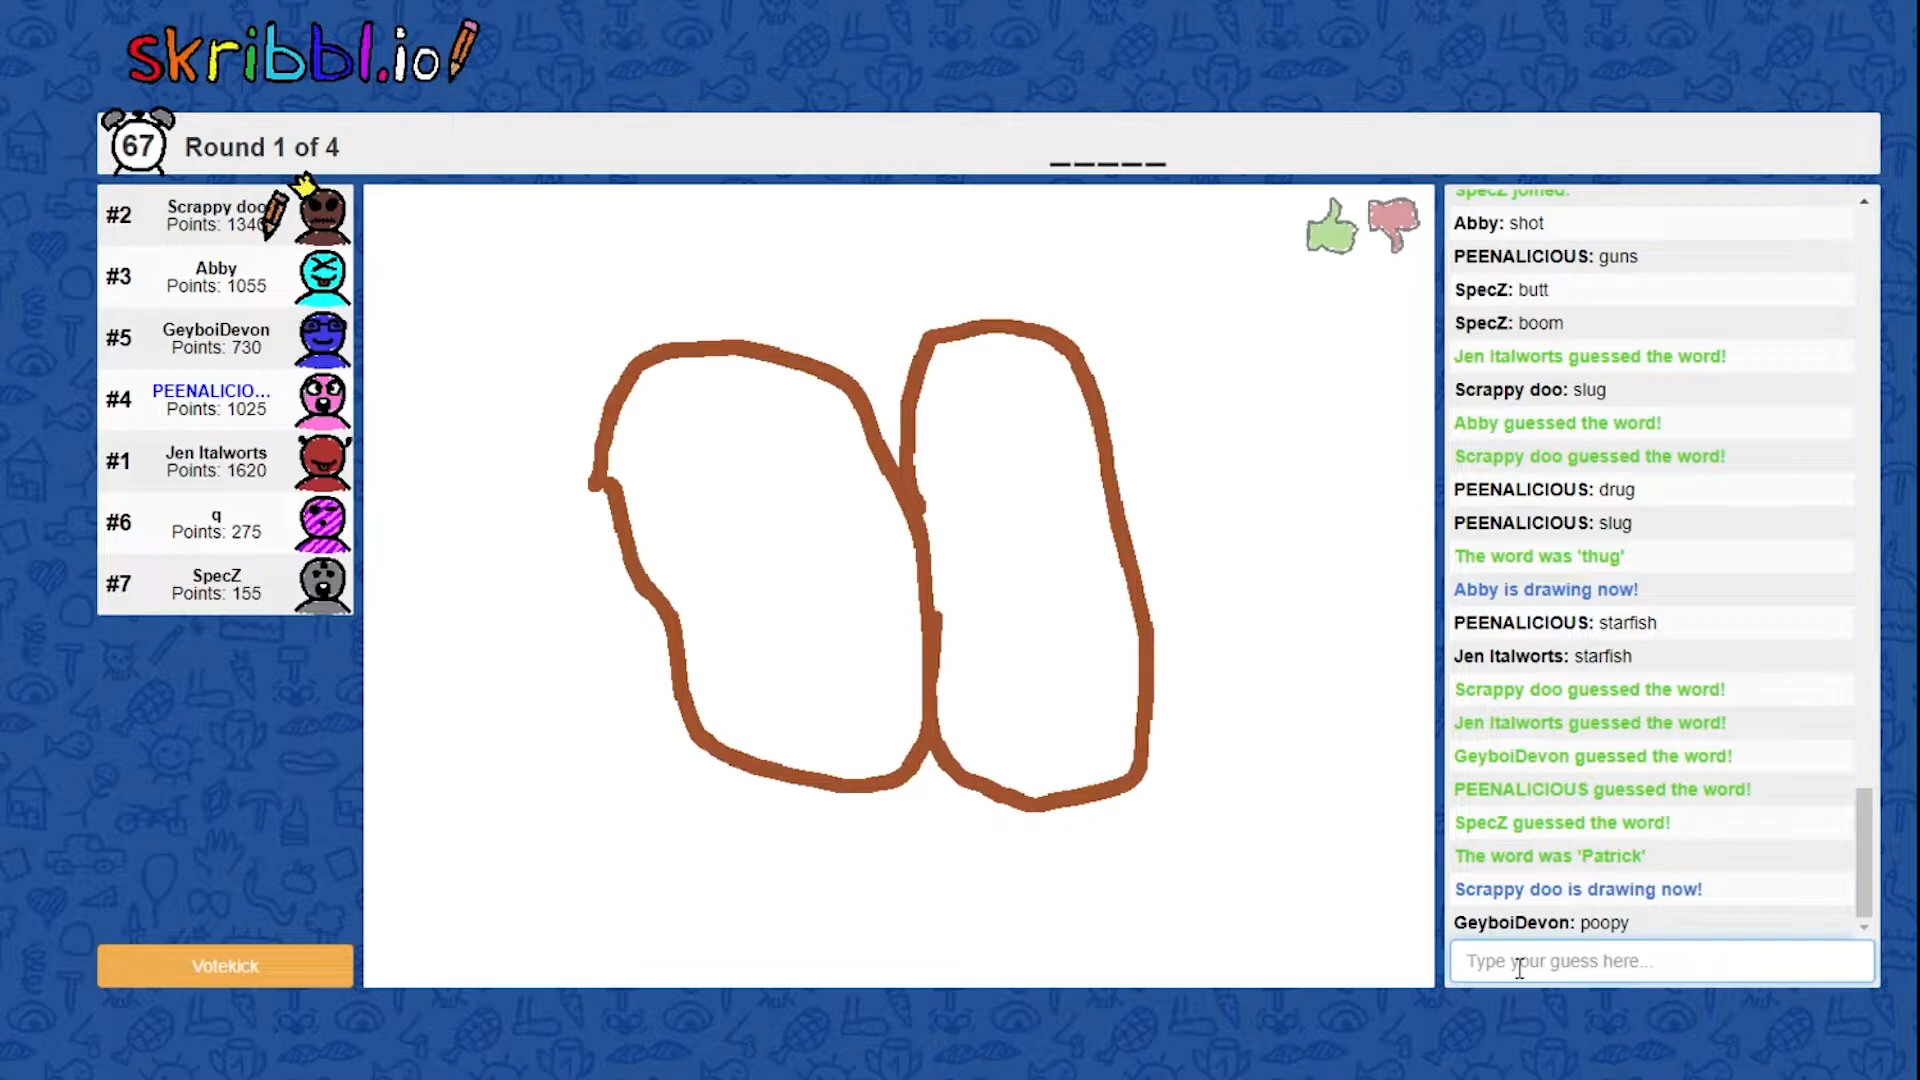 skribbl.io
67
Round 1 of 4
_____
#2
Scrappy doo
Points: 1340
#3
Abby
Points: 1055
#5
GeyboiDevon
Points: 730
#4
PEENALICIO...
Points: 1025
#1
Jen Italworts
Points: 1620
#6
q
Points: 275
#7
SpecZ
Points: 155
Votekick
SpecZ joined.
Abby: shot
PEENALICIOUS: guns
SpecZ: butt
SpecZ: boom
Jen Italworts guessed the word!
Scrappy doo: slug
Abby guessed the word!
Scrappy doo guessed the word!
PEENALICIOUS: drug
PEENALICIOUS: slug
The word was 'thug'
Abby is drawing now!
PEENALICIOUS: starfish
Jen Italworts: starfish
Scrappy doo guessed the word!
Jen Italworts guessed the word!
GeyboiDevon guessed the word!
PEENALICIOUS guessed the word!
SpecZ guessed the word!
The word was 'Patrick'
Scrappy doo is drawing now!
GeyboiDevon: poopy
Type your guess here...